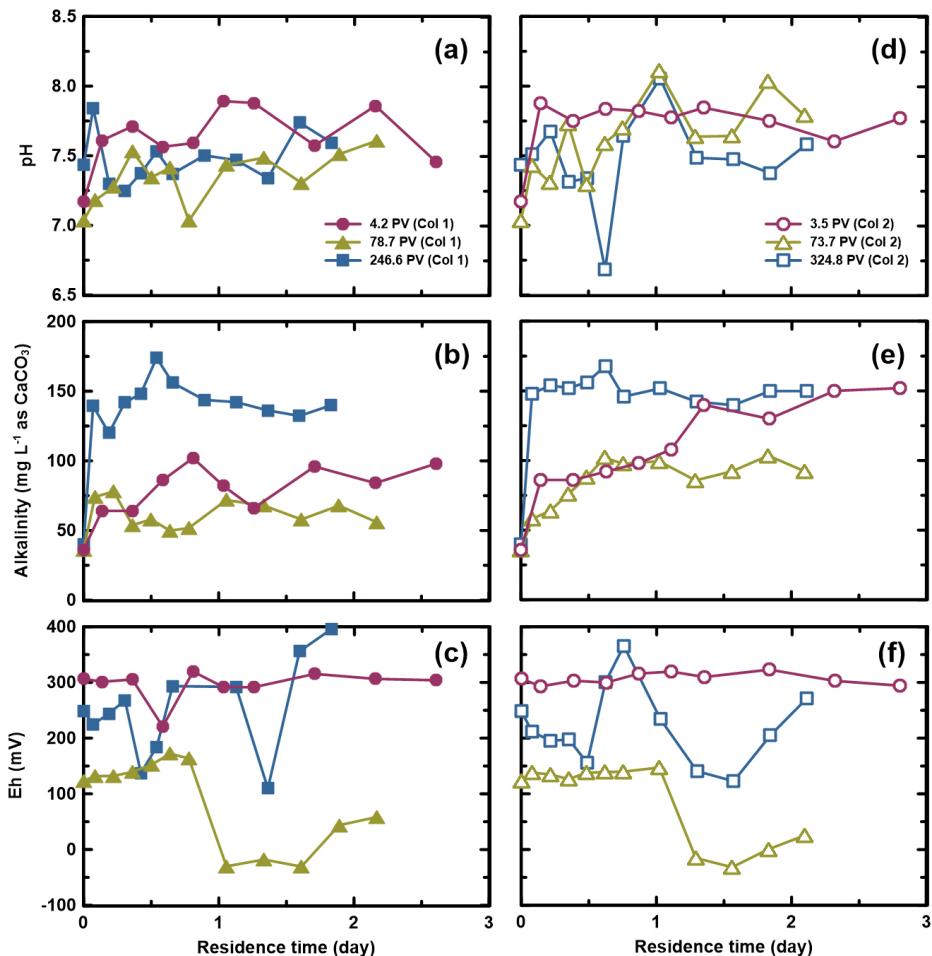 8.5
8.0
7.5
7.0
6.5
pH
(a)
4.2 PV (Col 1)
78.7 PV (Col 1)
246.6 PV (Col 1)
(d)
3.5 PV (Col 2)
73.7 PV (Col 2)
324.8 PV (Col 2)
200
150
100
50
0
Alkalinity (mg L⁻¹ as CaCO₃)
(b)
(e)
400
300
200
100
0
-100
Eh (mV)
(c)
(f)
0 1 2 3
0 1 2 3
Residence time (day)
Residence time (day)